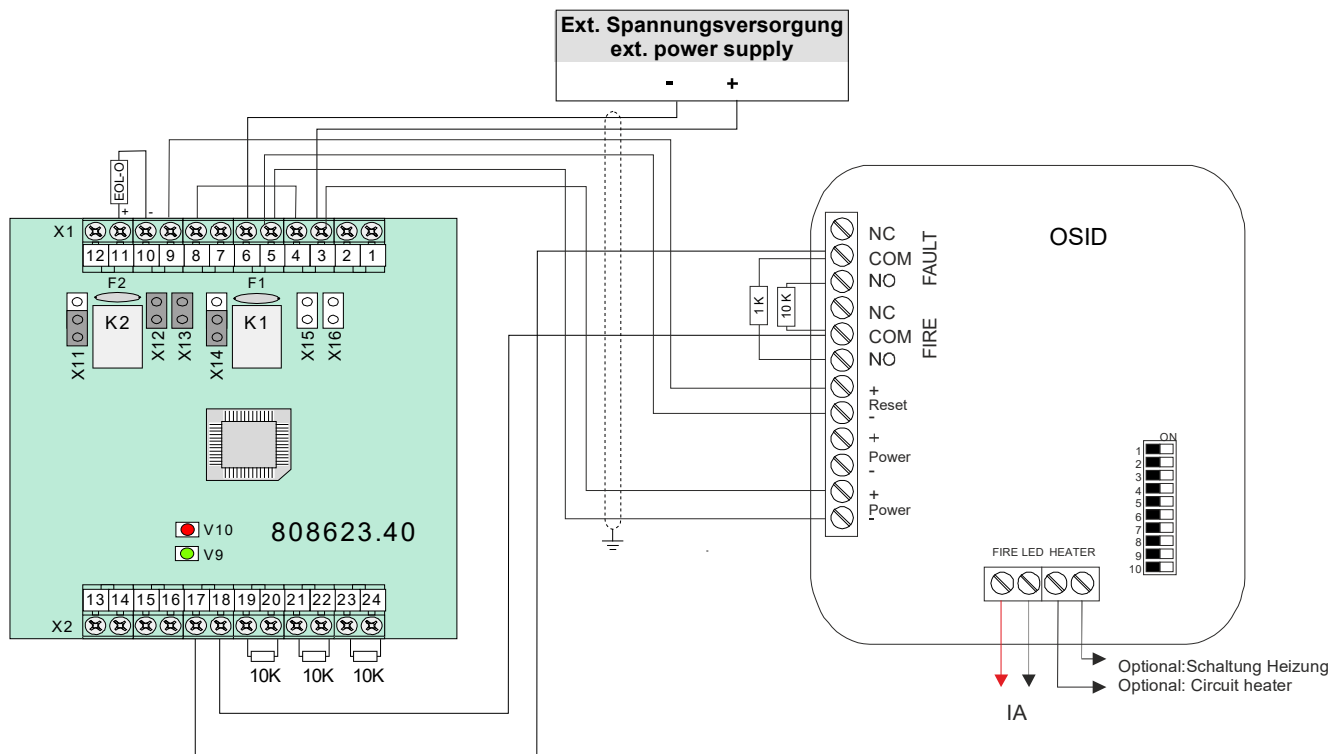 Ext. Spannungsversorgung
ext. power supply
- +
EOL-O
+ -
X1
12 11 10 9 8 7 6 5 4 3 2 1
F2 F1
K2 K1
X11 X12 X13 X14 X15 X16
V10
V9
808623.40
13 14 15 16 17 18 19 20 21 22 23 24
X2
10K 10K 10K
OSID
NC
COM
NO
FAULT
NC
COM
NO
FIRE
1 K
10 K
+
Reset
-
+
Power
-
+
Power
-
ON
1
2
3
4
5
6
7
8
9
10
FIRE LED HEATER
Optional:Schaltung Heizung
Optional: Circuit heater
IA